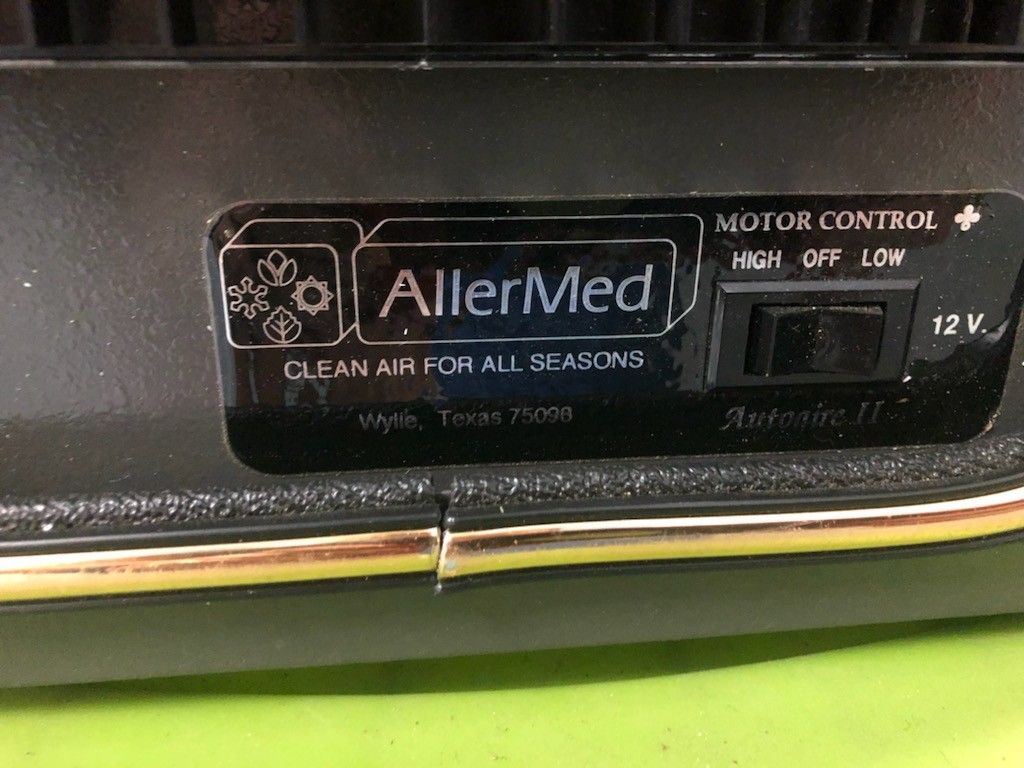 AllerMed
CLEAN AIR FOR ALL SEASONS
Wylie, Texas 75098
MOTOR CONTROL
HIGH OFF LOW
12 V.
Autoaire II